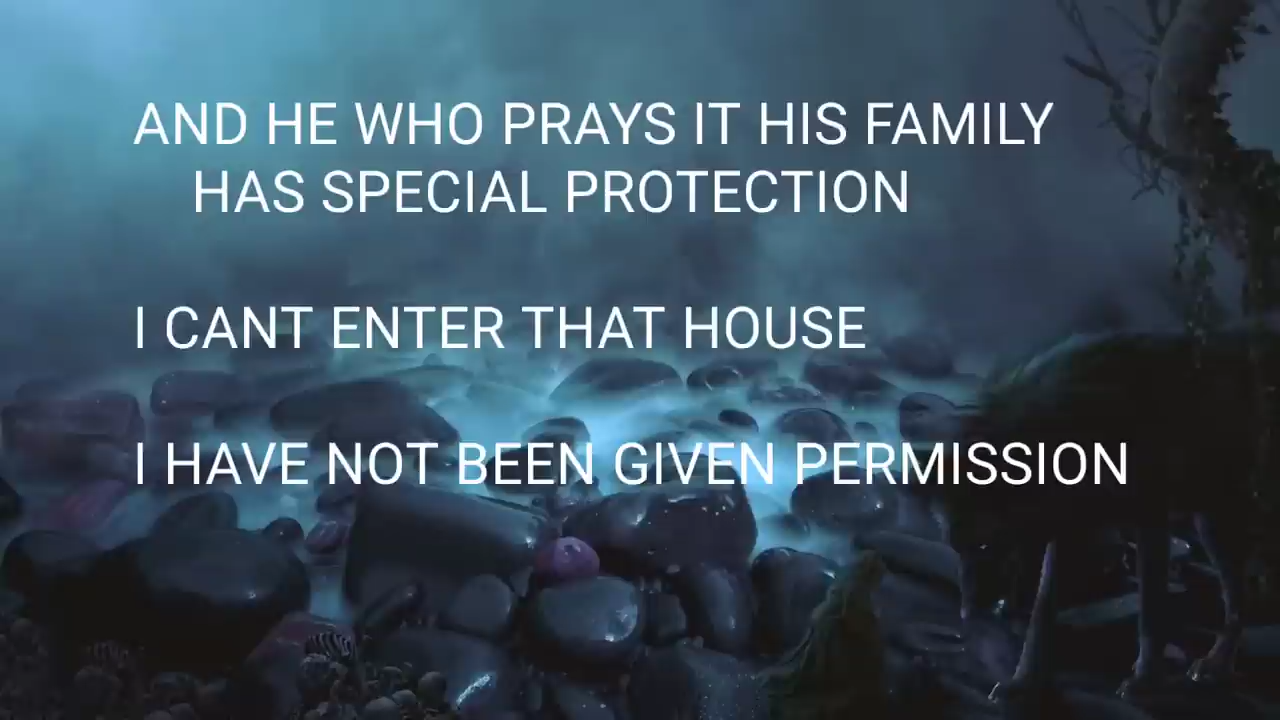 AND HE WHO PRAYS IT HIS FAMILY
HAS SPECIAL PROTECTION
I CANT ENTER THAT HOUSE
I HAVE NOT BEEN GIVEN PERMISSION